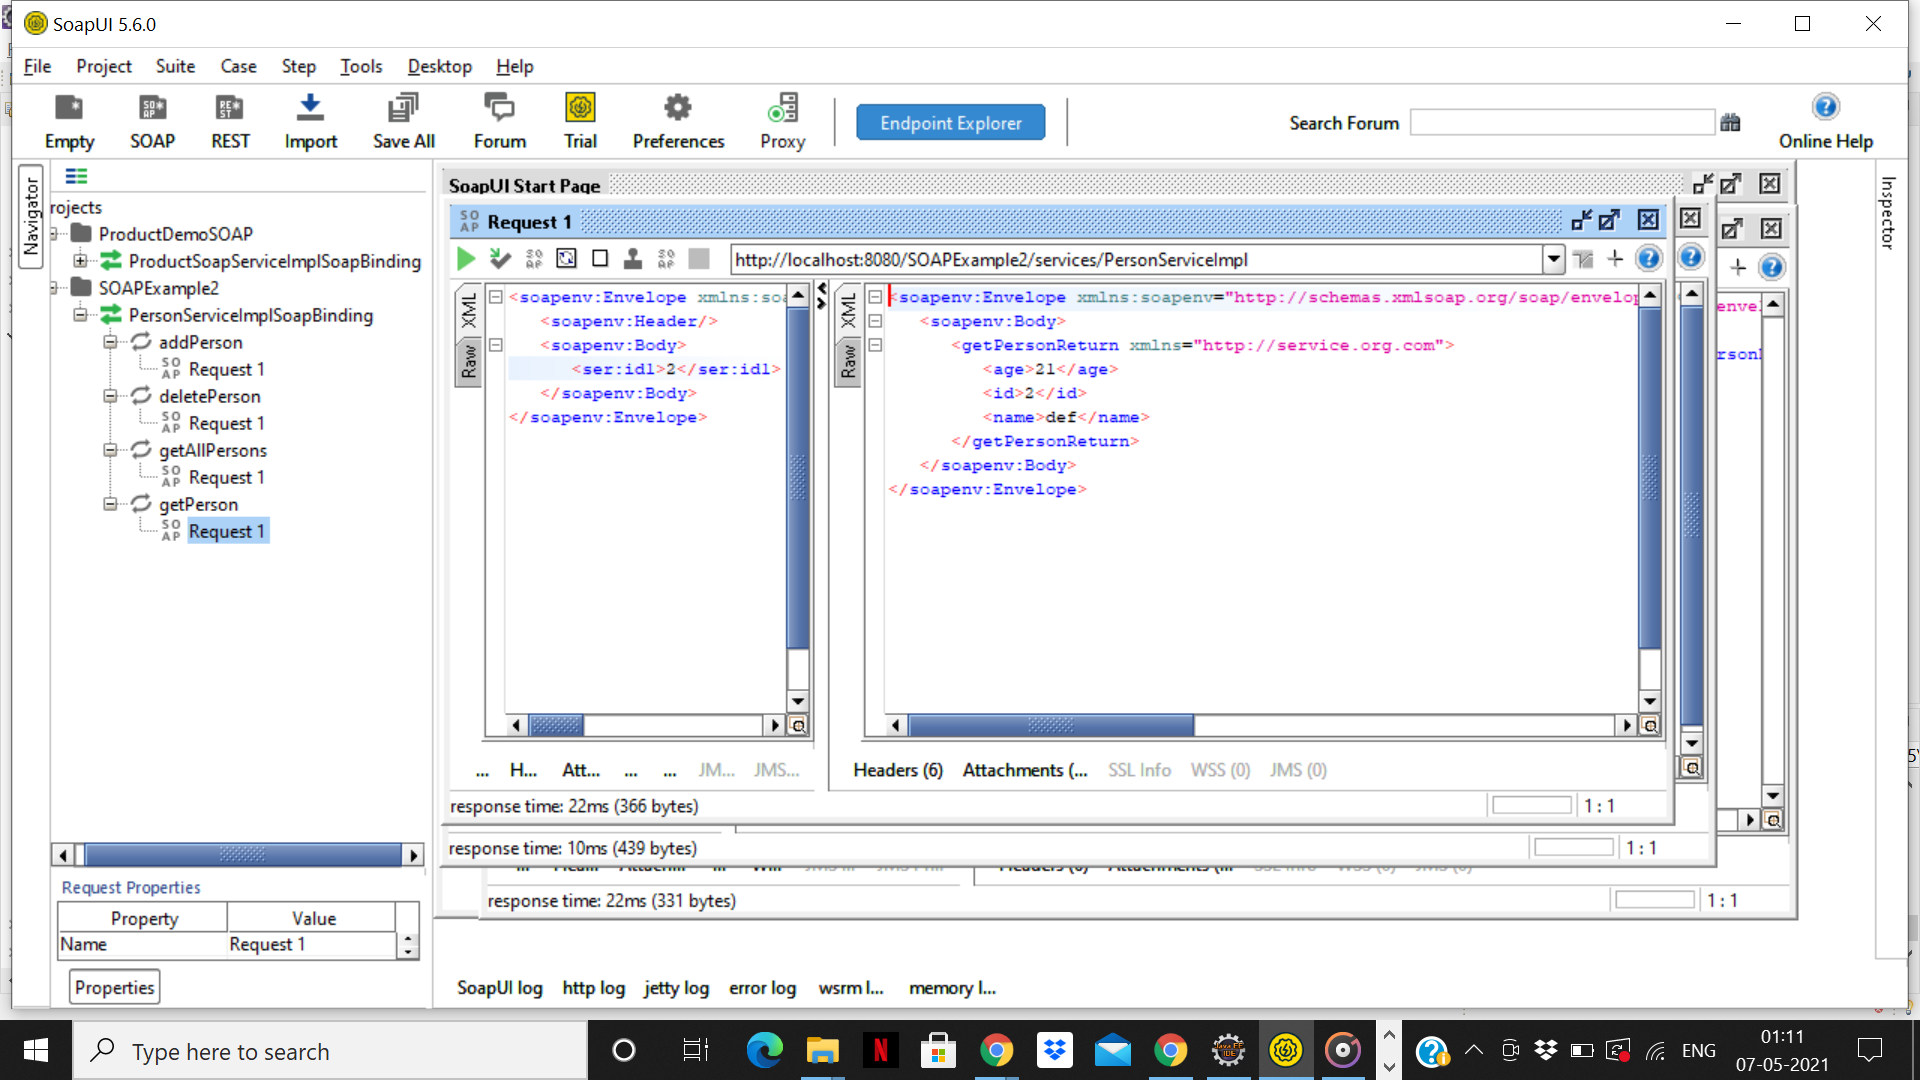 SoapUI 5.6.0
File Project Suite Case Step Tools Desktop Help
Empty SOAP REST Import Save All Forum Trial Preferences Proxy Endpoint Explorer Search Forum Online Help
Navigator
rojects
ProductDemoSOAP
ProductSoapServiceImplSoapBinding
SOAPExample2
PersonServiceImplSoapBinding
addPerson
Request 1
deletePerson
Request 1
getAllPersons
Request 1
getPerson
Request 1
Request Properties
Property Value
Name Request 1
Properties
SoapUI Start Page
Request 1
http://localhost:8080/SOAPExample2/services/PersonServiceImpl
XML
Raw
<soapenv:Envelope xmlns:soa
<soapenv:Header/>
<soapenv:Body>
<ser:id1>2</ser:id1>
</soapenv:Body>
</soapenv:Envelope>
... H... Att... ... ... JM... JMS...
XML
Raw
<soapenv:Envelope xmlns:soapenv="http://schemas.xmlsoap.org/soap/envelop
<soapenv:Body>
<getPersonReturn xmlns="http://service.org.com">
<age>21</age>
<id>2</id>
<name>def</name>
</getPersonReturn>
</soapenv:Body>
</soapenv:Envelope>
Headers (6) Attachments (... SSL Info WSS (0) JMS (0)
response time: 22ms (366 bytes) 1 : 1
response time: 10ms (439 bytes) 1 : 1
response time: 22ms (331 bytes) 1 : 1
Inspector
SoapUI log http log jetty log error log wsrm l... memory l...
Type here to search
ENG
01:11
07-05-2021